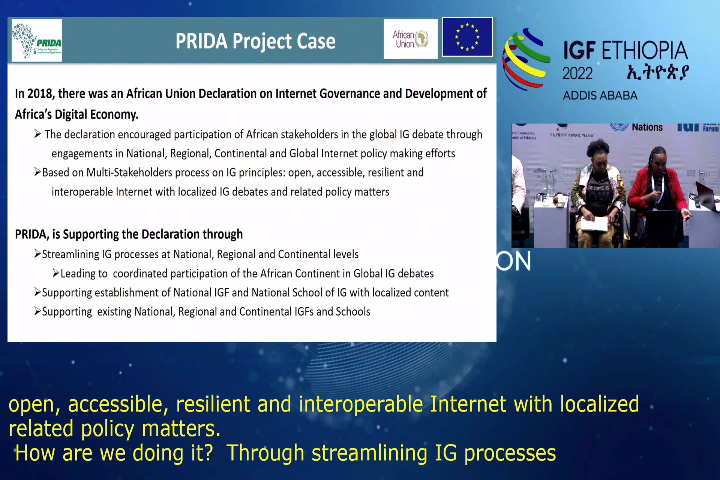 PRIDA
PRIDA Project Case
African
Union
In 2018, there was an African Union Declaration on Internet Governance and Development of
Africa's Digital Economy.
➢ The declaration encouraged participation of African stakeholders in the global IG debate through
engagements in National, Regional, Continental and Global Internet policy making efforts
➢Based on Multi-Stakeholders process on IG principles: open, accessible, resilient and
interoperable Internet with localized IG debates and related policy matters
PRIDA, is Supporting the Declaration through
➢Streamlining IG processes at National, Regional and Continental levels
➢Leading to coordinated participation of the African Continent in Global IG debates
➢Supporting establishment of National IGF and National School of IG with localized content
➢Supporting existing National, Regional and Continental IGFs and Schools
IGF ETHIOPIA
2022 ኢትዮጵያ
ADDIS ABABA
Nations
ON
open, accessible, resilient and interoperable Internet with localized
related policy matters.
How are we doing it? Through streamlining IG processes